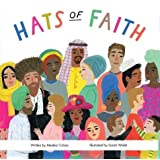 HATS OF FAITH
Written by Medeia Cohan Illustrated by Sarah Walsh